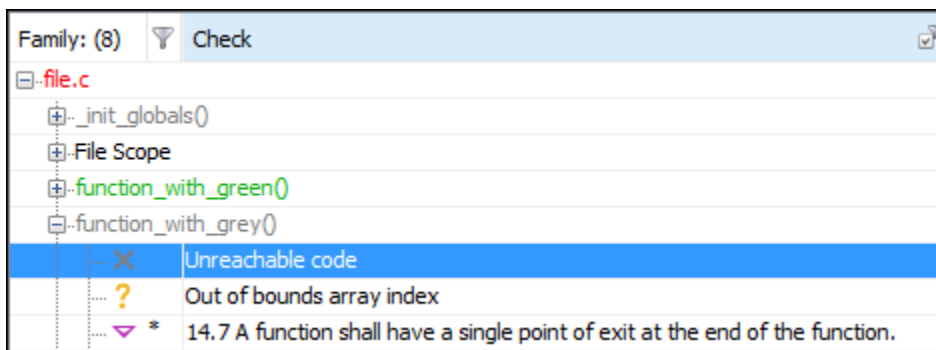 Family: (8) Check
file.c
_init_globals()
File Scope
function_with_green()
function_with_grey()
Unreachable code
? Out of bounds array index
* 14.7 A function shall have a single point of exit at the end of the function.